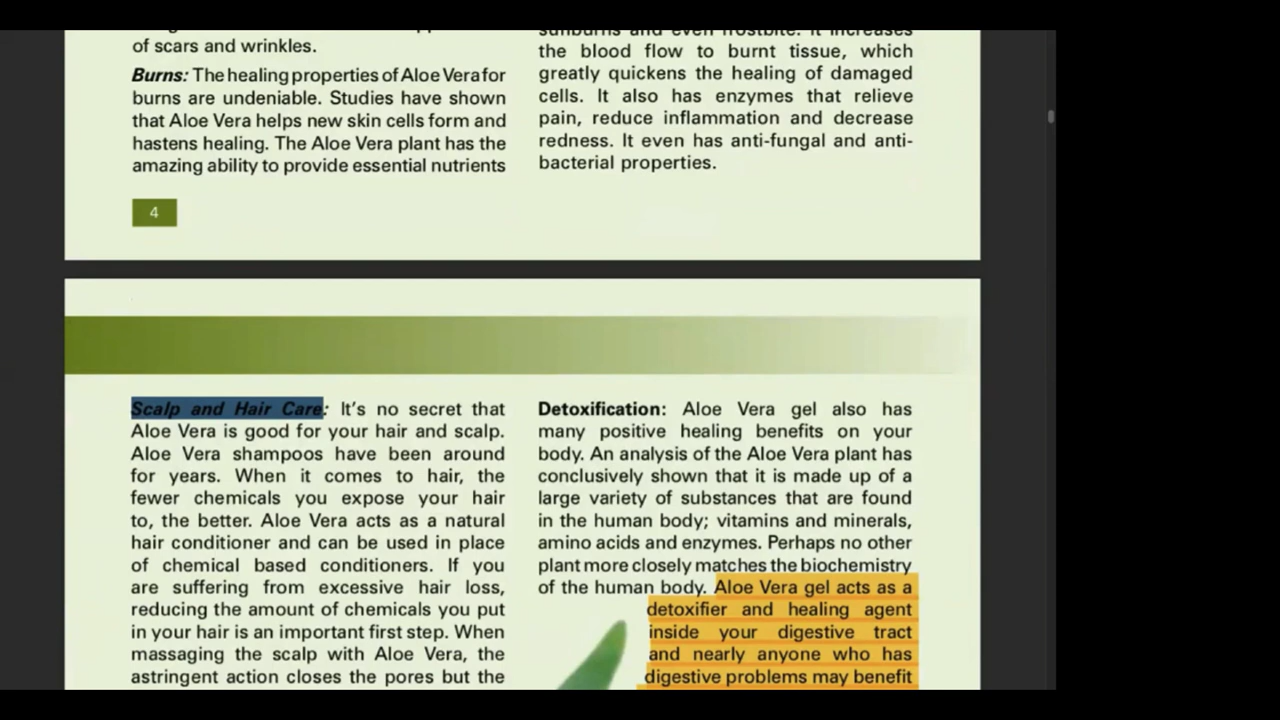 of scars and wrinkles.
Burns: The healing properties of Aloe Vera for
burns are undeniable. Studies have shown
that Aloe Vera helps new skin cells form and
hastens healing. The Aloe Vera plant has the
amazing ability to provide essential nutrients
sunburns and even frostbite. It increases
the blood flow to burnt tissue, which
greatly quickens the healing of damaged
cells. It also has enzymes that relieve
pain, reduce inflammation and decrease
redness. It even has anti-fungal and anti-
bacterial properties.
4
Scalp and Hair Care: It's no secret that
Aloe Vera is good for your hair and scalp.
Aloe Vera shampoos have been around
for years. When it comes to hair, the
fewer chemicals you expose your hair
to, the better. Aloe Vera acts as a natural
hair conditioner and can be used in place
of chemical based conditioners. If you
are suffering from excessive hair loss,
reducing the amount of chemicals you put
in your hair is an important first step. When
massaging the scalp with Aloe Vera, the
astringent action closes the pores but the
Detoxification: Aloe Vera gel also has
many positive healing benefits on your
body. An analysis of the Aloe Vera plant has
conclusively shown that it is made up of a
large variety of substances that are found
in the human body; vitamins and minerals,
amino acids and enzymes. Perhaps no other
plant more closely matches the biochemistry
of the human body. Aloe Vera gel acts as a
detoxifier and healing agent
inside your digestive tract
and nearly anyone who has
digestive problems may benefit